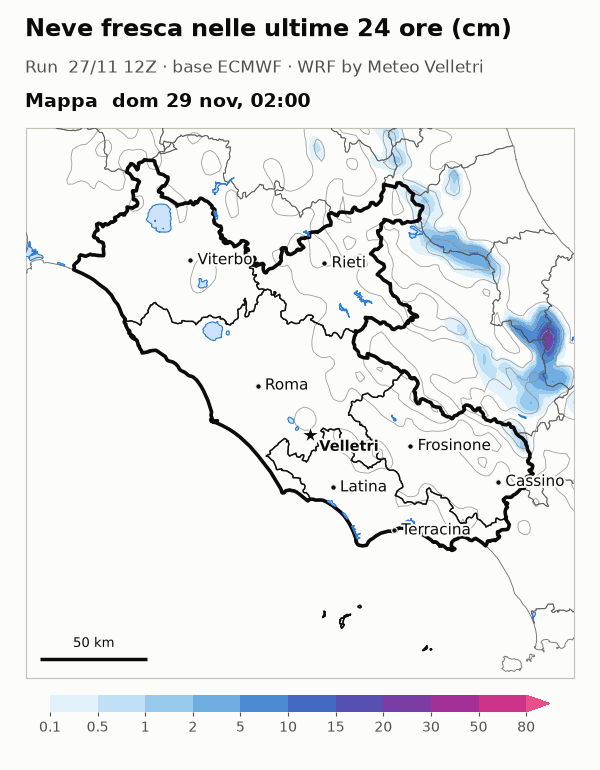 Neve fresca nelle ultime 24 ore (cm)
Run 27/11 12Z · base ECMWF · WRF by Meteo Velletri
Mappa dom 29 nov, 02:00
Viterbo
Rieti
Roma
Velletri
Frosinone
Latina
Cassino
Terracina
50 km
0.1 0.5 1 2 5 10 15 20 30 50 80